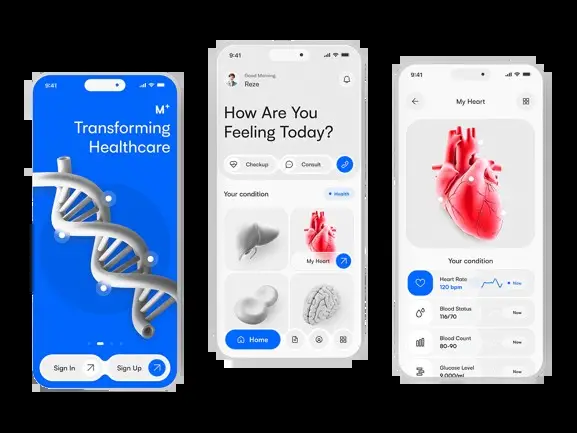 9:41
M+
Transforming
Healthcare
Sign In
Sign Up
9:41
Good Morning
Reze
How Are You
Feeling Today?
Checkup
Consult
Your condition
Health
My Heart
Home
9:41
My Heart
Your condition
Heart Rate
120 bpm
Now
Blood Status
116/70
Now
Blood Count
80-90
Now
Glucose Level
9.000/ml